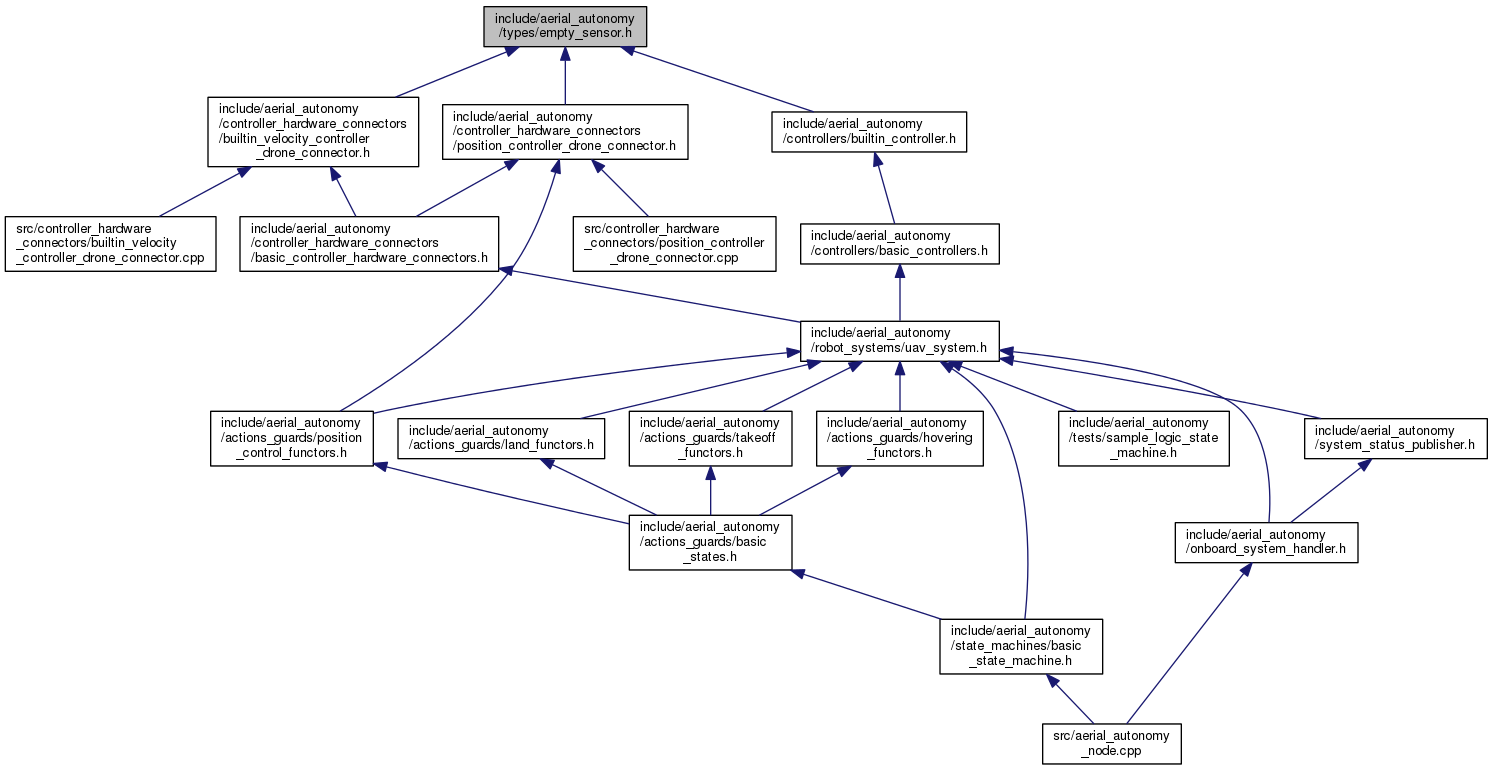 include/aerial_autonomy
/types/empty_sensor.h
include/aerial_autonomy
/controller_hardware_connectors
/builtin_velocity_controller
_drone_connector.h
include/aerial_autonomy
/controller_hardware_connectors
/position_controller_drone_connector.h
include/aerial_autonomy
/controllers/builtin_controller.h
src/controller_hardware
_connectors/builtin_velocity
_controller_drone_connector.cpp
include/aerial_autonomy
/controller_hardware_connectors
/basic_controller_hardware_connectors.h
src/controller_hardware
_connectors/position_controller
_drone_connector.cpp
include/aerial_autonomy
/controllers/basic_controllers.h
include/aerial_autonomy
/robot_systems/uav_system.h
include/aerial_autonomy
/actions_guards/position
_control_functors.h
include/aerial_autonomy
/actions_guards/land_functors.h
include/aerial_autonomy
/actions_guards/takeoff
_functors.h
include/aerial_autonomy
/actions_guards/hovering
_functors.h
include/aerial_autonomy
/tests/sample_logic_state
_machine.h
include/aerial_autonomy
/system_status_publisher.h
include/aerial_autonomy
/actions_guards/basic
_states.h
include/aerial_autonomy
/onboard_system_handler.h
include/aerial_autonomy
/state_machines/basic
_state_machine.h
src/aerial_autonomy
_node.cpp